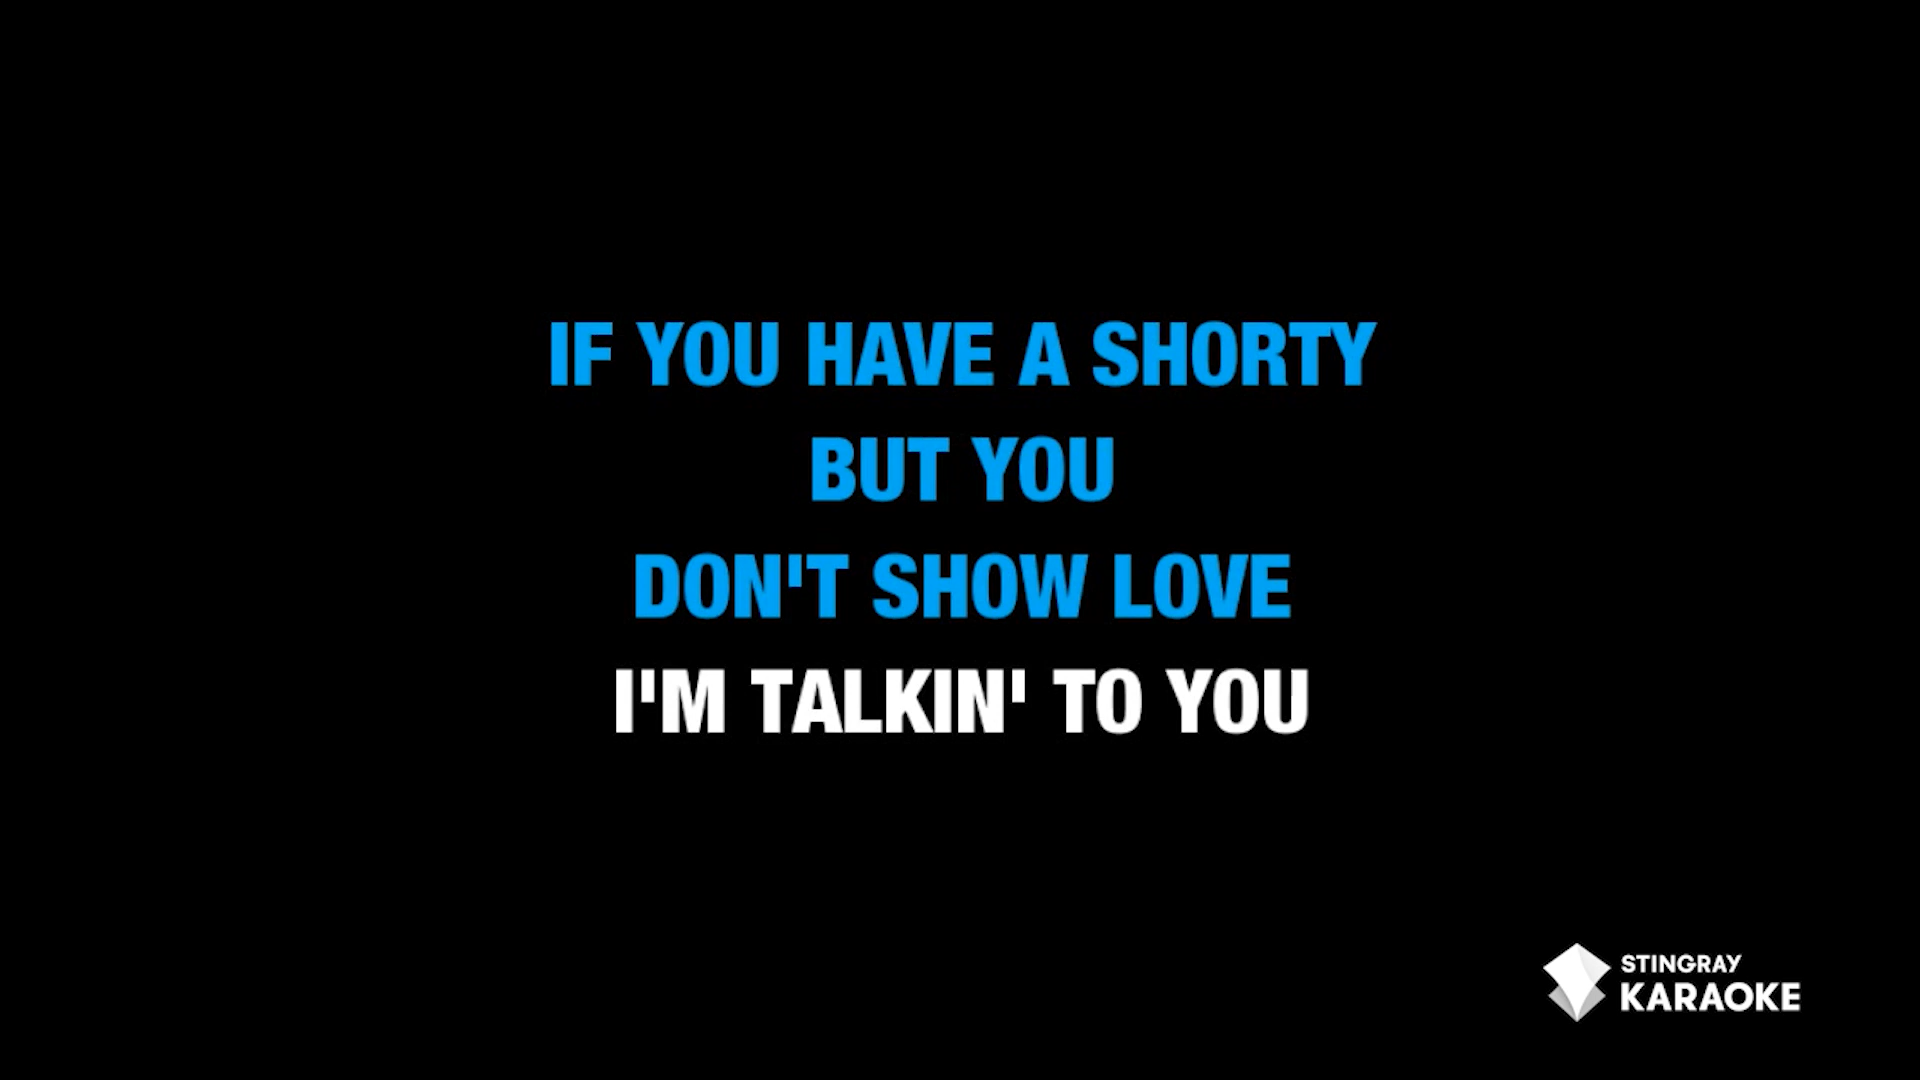 IF YOU HAVE A SHORTY
BUT YOU
DON'T SHOW LOVE
I'M TALKIN' TO YOU
STINGRAY
KARAOKE